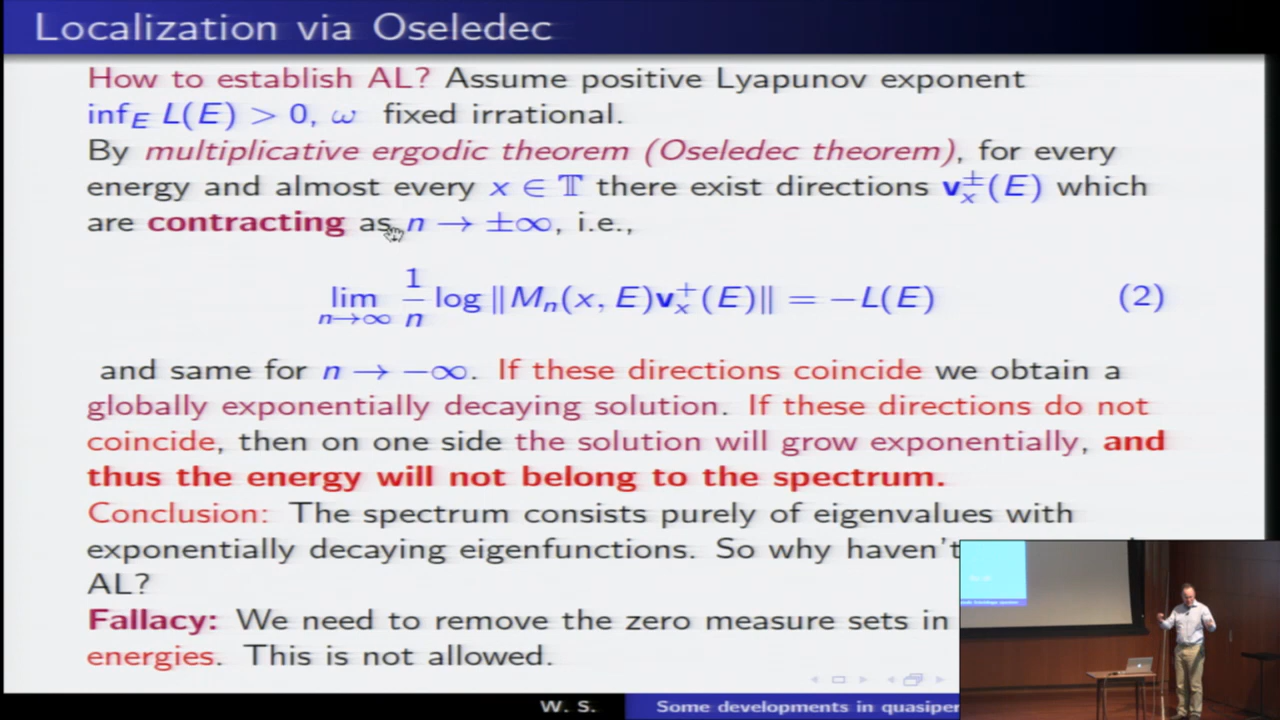 Localization via Oseledec
How to establish AL? Assume positive Lyapunov exponent
inf_E L(E) > 0, ω fixed irrational.
By multiplicative ergodic theorem (Oseledec theorem), for every
energy and almost every x ∈ 𝕋 there exist directions v_x^±(E) which
are contracting as n → ±∞, i.e.,
lim_{n→∞} 1/n log ‖M_n(x, E)v_x^+(E)‖ = −L(E) (2)
and same for n → −∞. If these directions coincide we obtain a
globally exponentially decaying solution. If these directions do not
coincide, then on one side the solution will grow exponentially, and
thus the energy will not belong to the spectrum.
Conclusion: The spectrum consists purely of eigenvalues with
exponentially decaying eigenfunctions. So why haven't
AL?
Fallacy: We need to remove the zero measure sets in
energies. This is not allowed.
W. S. Some developments in quasiper